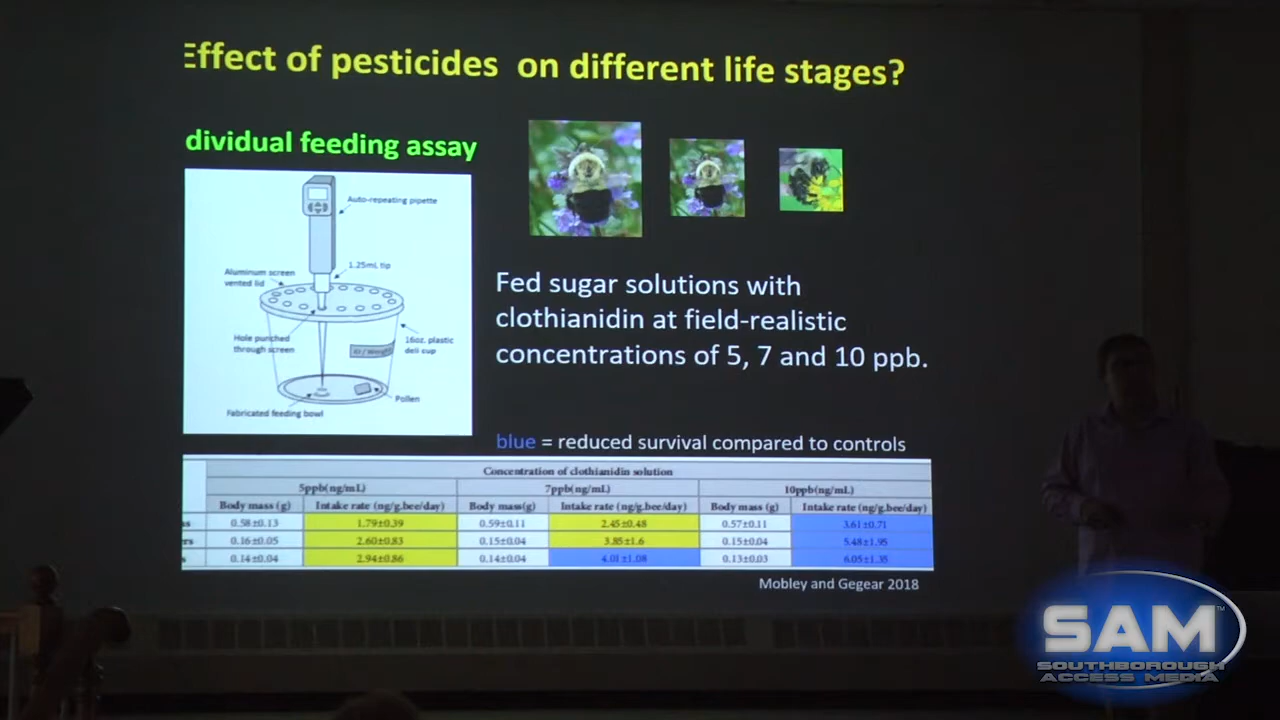 Effect of pesticides on different life stages?
dividual feeding assay
Auto-repeating pipette
1.25mL tip
Aluminum screen
vented lid
Hole punched
through screen
16oz. plastic
deli cup
ID / Weight
Pollen
Fabricated feeding bowl
Fed sugar solutions with
clothianidin at field-realistic
concentrations of 5, 7 and 10 ppb.
blue = reduced survival compared to controls
Concentration of clothianidin solution
5ppb(ng/mL) 7ppb(ng/mL) 10ppb(ng/mL)
Body mass (g) Intake rate (ng/g.bee/day) Body mass (g) Intake rate (ng/g.bee/day) Body mass (g) Intake rate (ng/g.bee/day)
ns 0.58±0.13 1.79±0.39 0.59±0.11 2.45±0.48 0.57±0.11 3.61±0.71
ers 0.16±0.05 2.60±0.83 0.15±0.04 3.85±1.6 0.15±0.04 5.48±1.95
s 0.14±0.04 2.94±0.86 0.14±0.04 4.01±1.08 0.13±0.03 6.05±1.35
Mobley and Gegear 2018
SAM™
SOUTHBOROUGH
ACCESS MEDIA